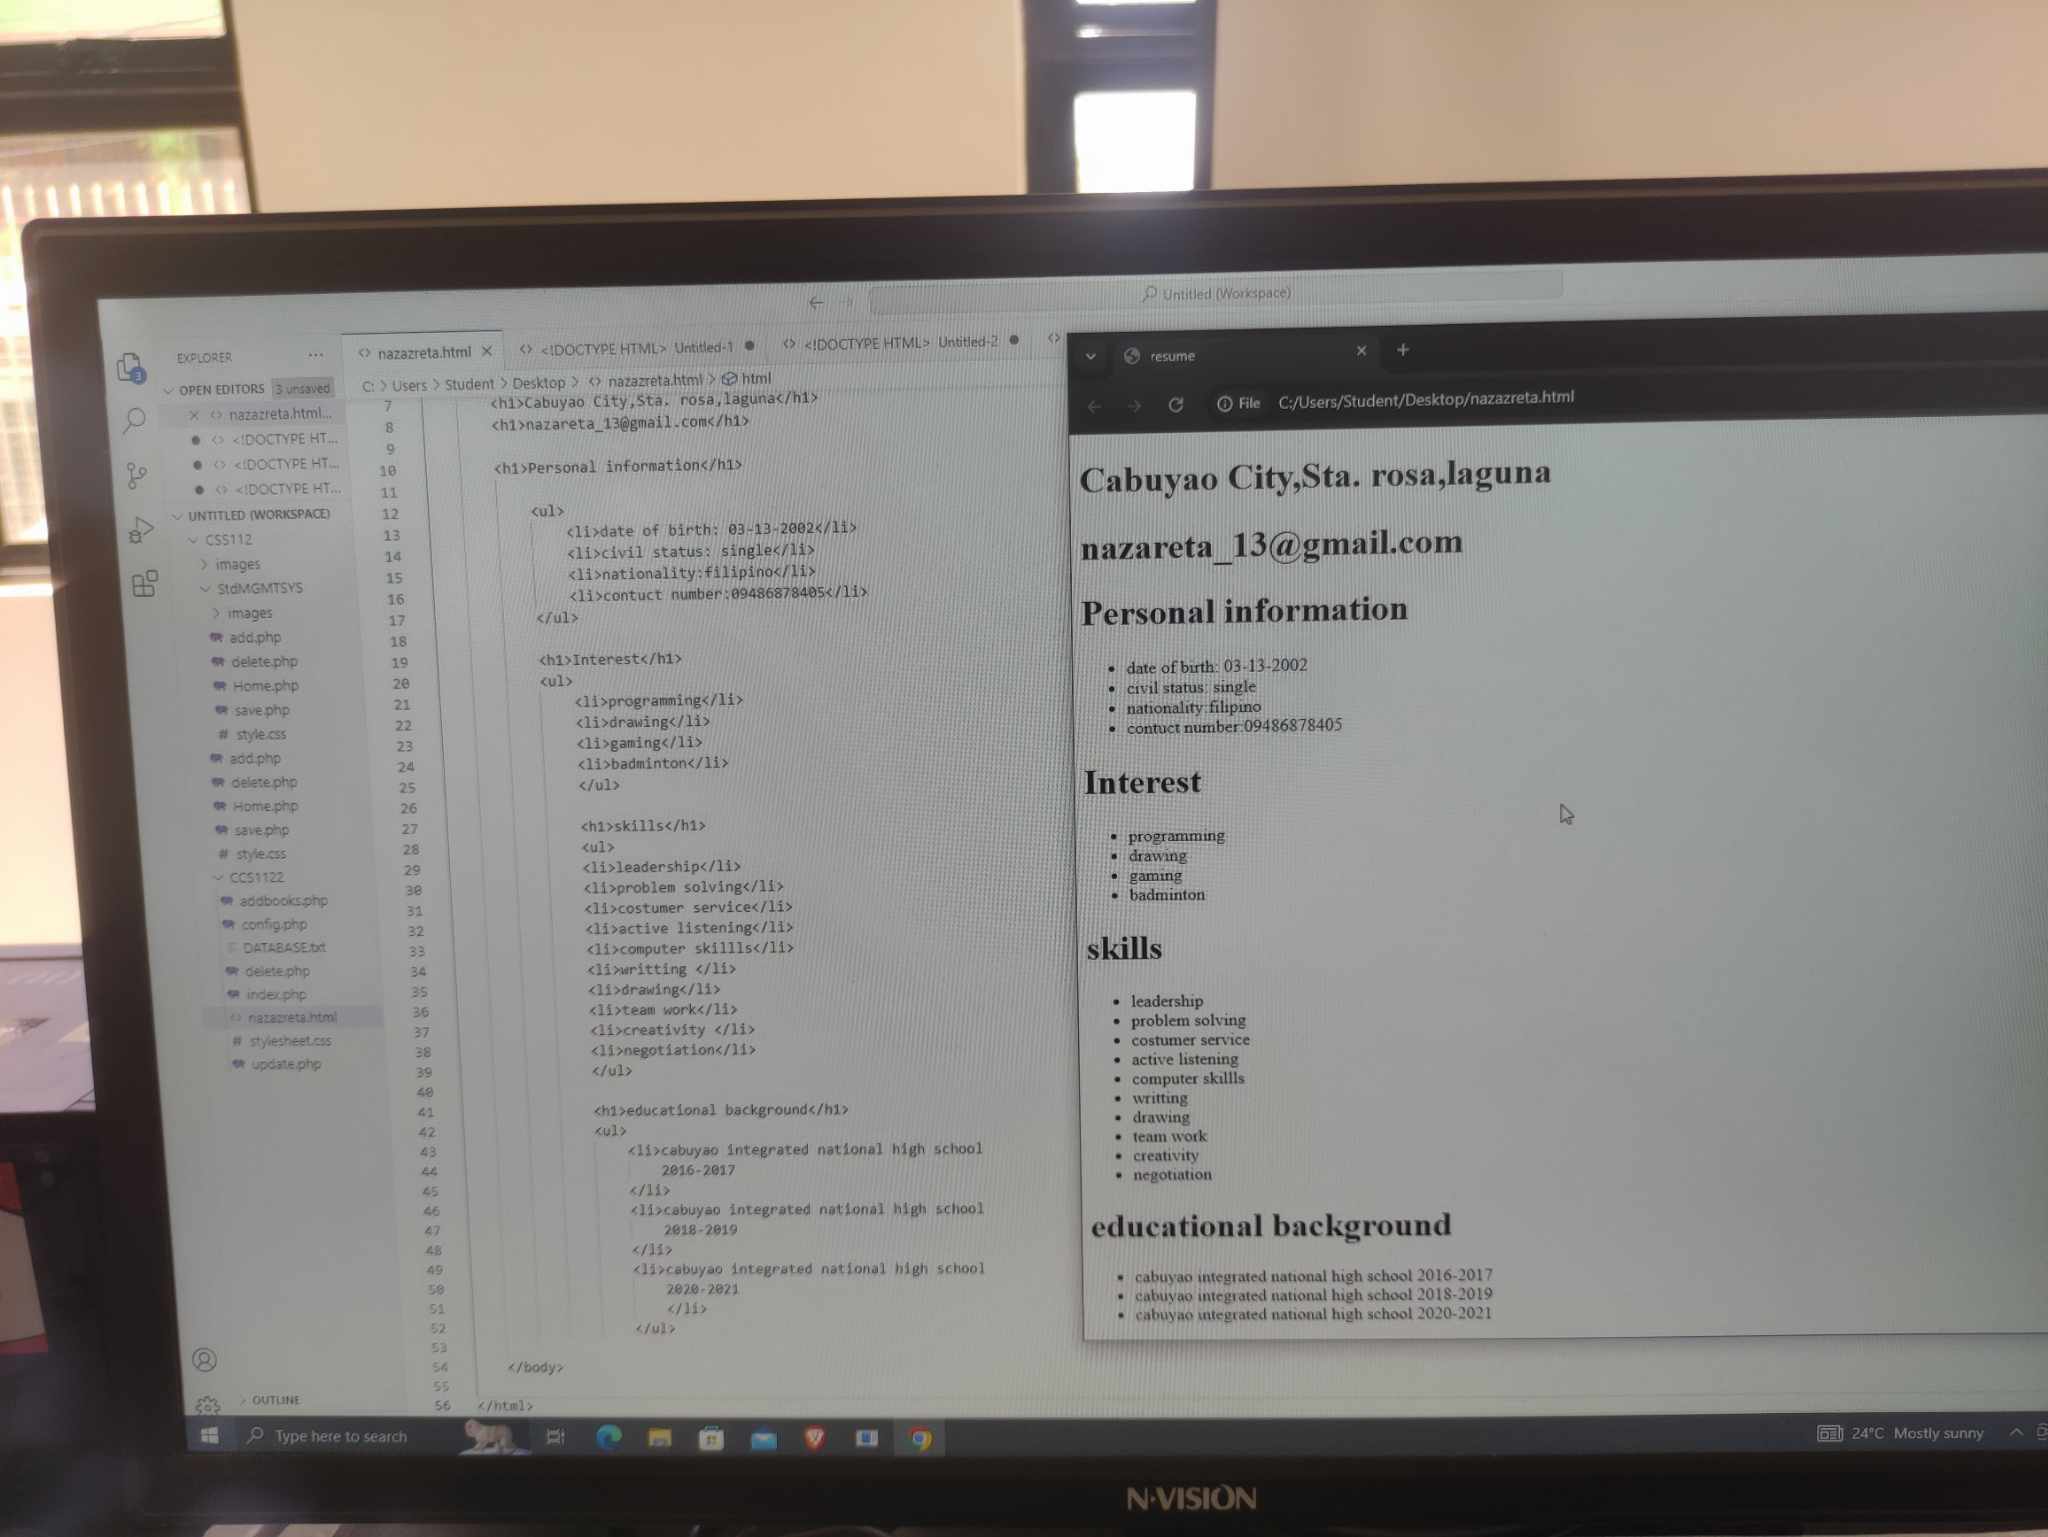 Untitled (Workspace)
EXPLORER
OPEN EDITORS 3 unsaved
nazazreta.html...
<!DOCTYPE HT...
<!DOCTYPE HT...
<!DOCTYPE HT...
UNTITLED (WORKSPACE)
CSS112
images
StdMGMTSYS
images
add.php
delete.php
Home.php
save.php
style.css
add.php
delete.php
Home.php
save.php
style.css
CCS1122
addbooks.php
config.php
DATABASE.txt
delete.php
index.php
nazazreta.html
stylesheet.css
update.php
OUTLINE
nazazreta.html
<!DOCTYPE HTML> Untitled-1
<!DOCTYPE HTML> Untitled-2
C: > Users > Student > Desktop > nazazreta.html > html
7 <h1>Cabuyao City,Sta. rosa,laguna</h1>
8 <h1>nazareta_13@gmail.com</h1>
9
10 <h1>Personal information</h1>
11
12 <ul>
13 <li>date of birth: 03-13-2002</li>
14 <li>civil status: single</li>
15 <li>nationality:filipino</li>
16 <li>contuct number:09486878405</li>
17 </ul>
18
19 <h1>Interest</h1>
20 <ul>
21 <li>programming</li>
22 <li>drawing</li>
23 <li>gaming</li>
24 <li>badminton</li>
25 </ul>
26
27 <h1>skills</h1>
28 <ul>
29 <li>leadership</li>
30 <li>problem solving</li>
31 <li>costumer service</li>
32 <li>active listening</li>
33 <li>computer skillls</li>
34 <li>writting </li>
35 <li>drawing</li>
36 <li>team work</li>
37 <li>creativity </li>
38 <li>negotiation</li>
39 </ul>
40
41 <h1>educational background</h1>
42 <ul>
43 <li>cabuyao integrated national high school
44 2016-2017
45 </li>
46 <li>cabuyao integrated national high school
47 2018-2019
48 </li>
49 <li>cabuyao integrated national high school
50 2020-2021
51 </li>
52 </ul>
53
54 </body>
55
56 </html>
resume
File C:/Users/Student/Desktop/nazazreta.html
Cabuyao City,Sta. rosa,laguna
nazareta_13@gmail.com
Personal information
date of birth: 03-13-2002
civil status: single
nationality:filipino
contuct number:09486878405
Interest
programming
drawing
gaming
badminton
skills
leadership
problem solving
costumer service
active listening
computer skillls
writting
drawing
team work
creativity
negotiation
educational background
cabuyao integrated national high school 2016-2017
cabuyao integrated national high school 2018-2019
cabuyao integrated national high school 2020-2021
Type here to search
24°C Mostly sunny
N-VISION